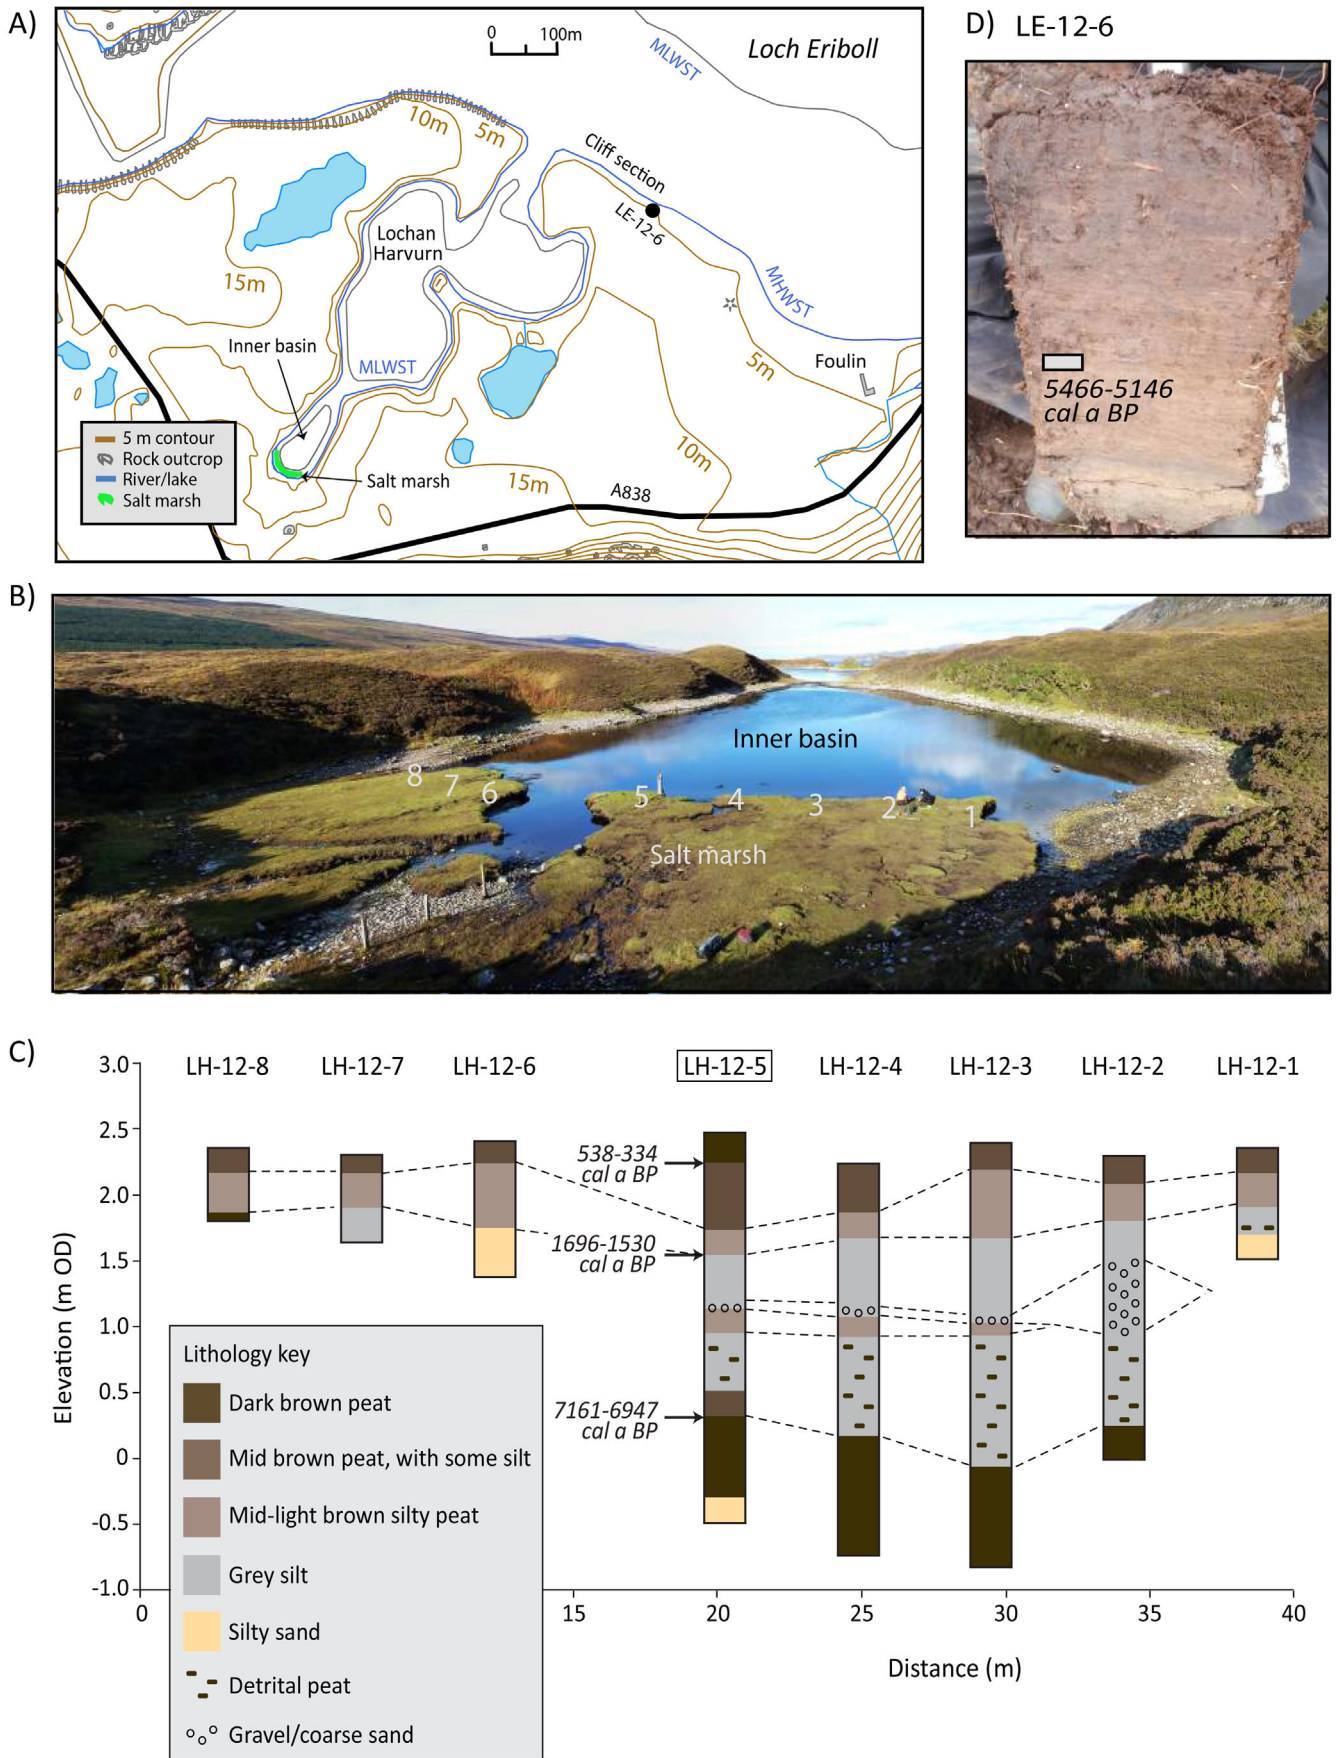 A)
0 100m
Loch Eriboll
MLWST
10m
5m
Cliff section
LE-12-6
Lochan
Harvurn
15m
MHWST
Inner basin
MLWST
5m
Foulin
10m
5 m contour
Rock outcrop
River/lake
Salt marsh
Salt marsh
15m
A838
D) LE-12-6
5466-5146
cal a BP
B)
Inner basin
8 7 6 5 4 3 2 1
Salt marsh
C)
LH-12-8 LH-12-7 LH-12-6 LH-12-5 LH-12-4 LH-12-3 LH-12-2 LH-12-1
3.0
2.5
2.0
1.5
1.0
0.5
0
-0.5
-1.0
Elevation (m OD)
538-334
cal a BP
1696-1530
cal a BP
7161-6947
cal a BP
Lithology key
Dark brown peat
Mid brown peat, with some silt
Mid-light brown silty peat
Grey silt
Silty sand
Detrital peat
Gravel/coarse sand
0 15 20 25 30 35 40
Distance (m)